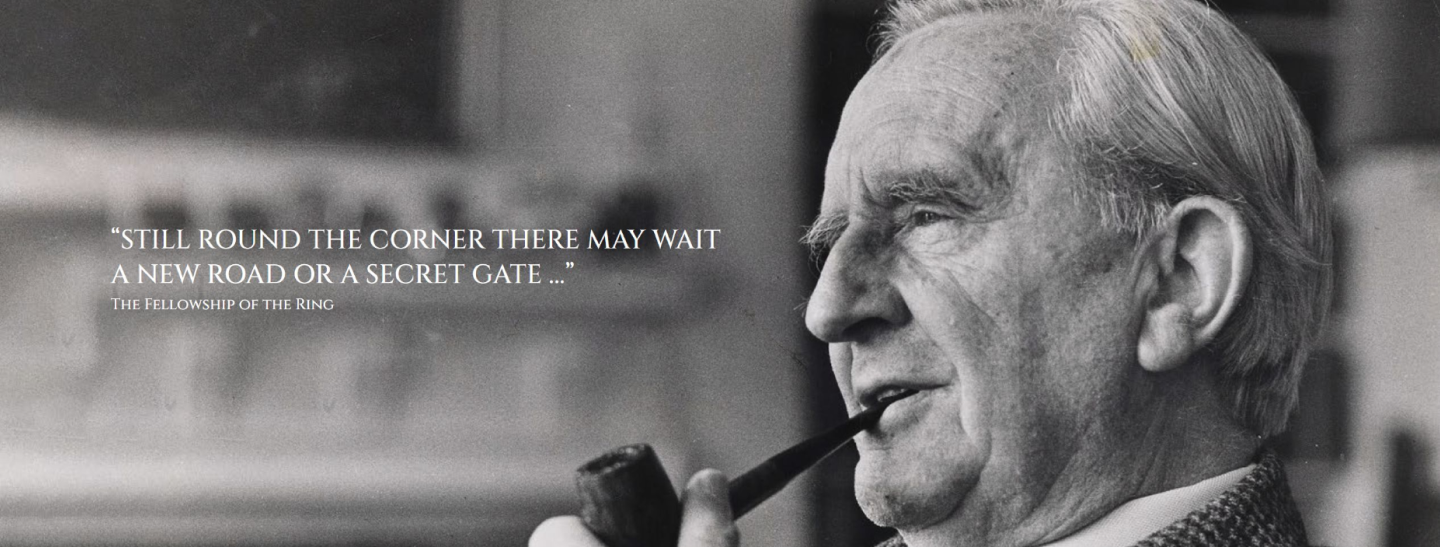 “STILL ROUND THE CORNER THERE MAY WAIT
A NEW ROAD OR A SECRET GATE ...”
The Fellowship of the Ring